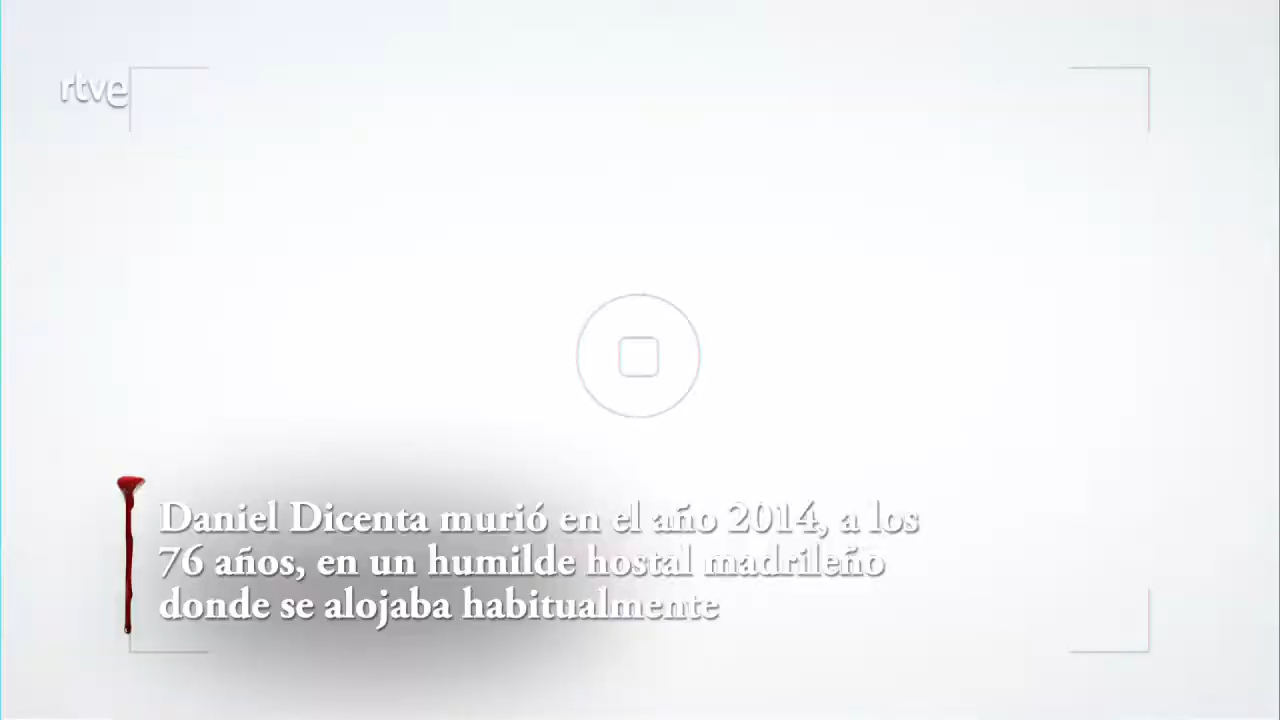 rtve
Daniel Dicenta murió en el año 2014, a los
76 años, en un humilde hostal madrileño
donde se alojaba habitualmente